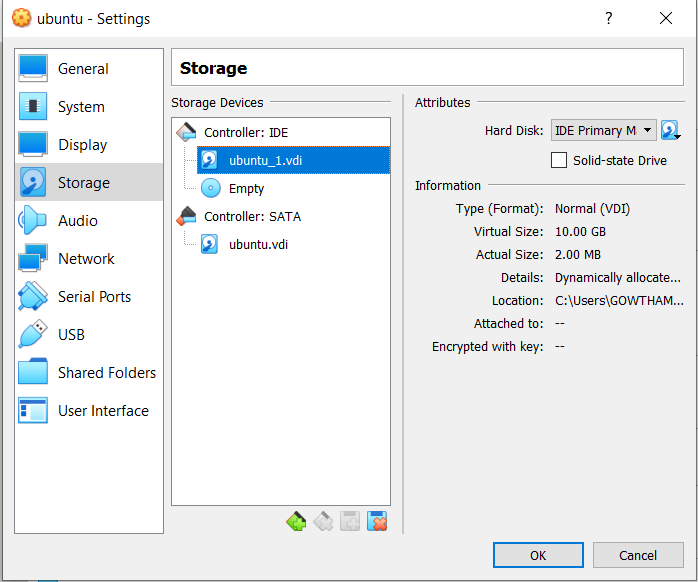 ubuntu - Settings
?
General
System
Display
Storage
Audio
Network
Serial Ports
USB
Shared Folders
User Interface
Storage
Storage Devices
Controller: IDE
ubuntu_1.vdi
Empty
Controller: SATA
ubuntu.vdi
Attributes
Hard Disk: IDE Primary M
Solid-state Drive
Information
Type (Format): Normal (VDI)
Virtual Size: 10.00 GB
Actual Size: 2.00 MB
Details: Dynamically allocate...
Location: C:\Users\GOWTHAM...
Attached to: --
Encrypted with key: --
OK
Cancel